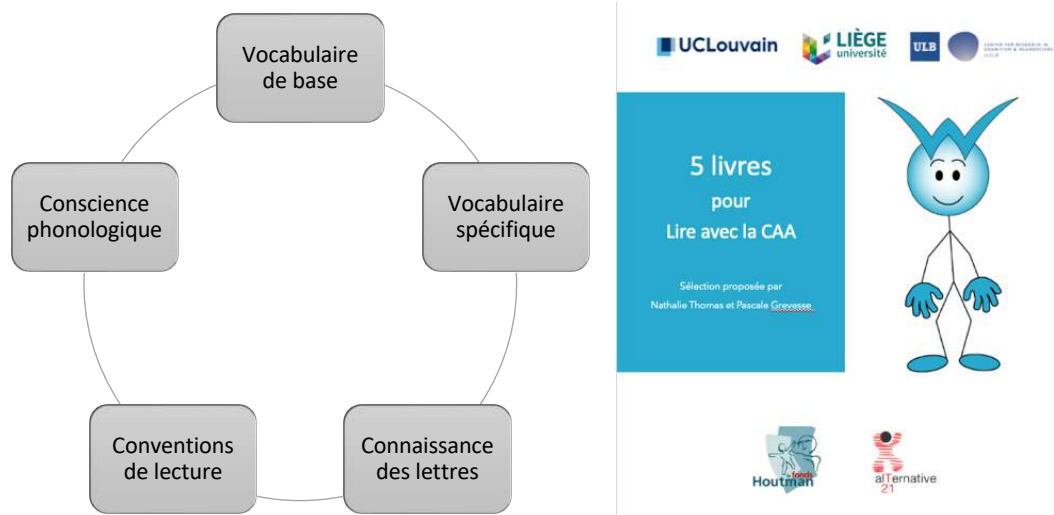 Vocabulaire
de base
Vocabulaire
spécifique
Connaissance
des lettres
Conventions
de lecture
Conscience
phonologique
UCLouvain
LIÈGE
université
ULB
5 livres
pour
Lire avec la CAA
Sélection proposée par
Nathalie Thomas et Pascale Grevesse
fonds
Houtman
alTernative
21